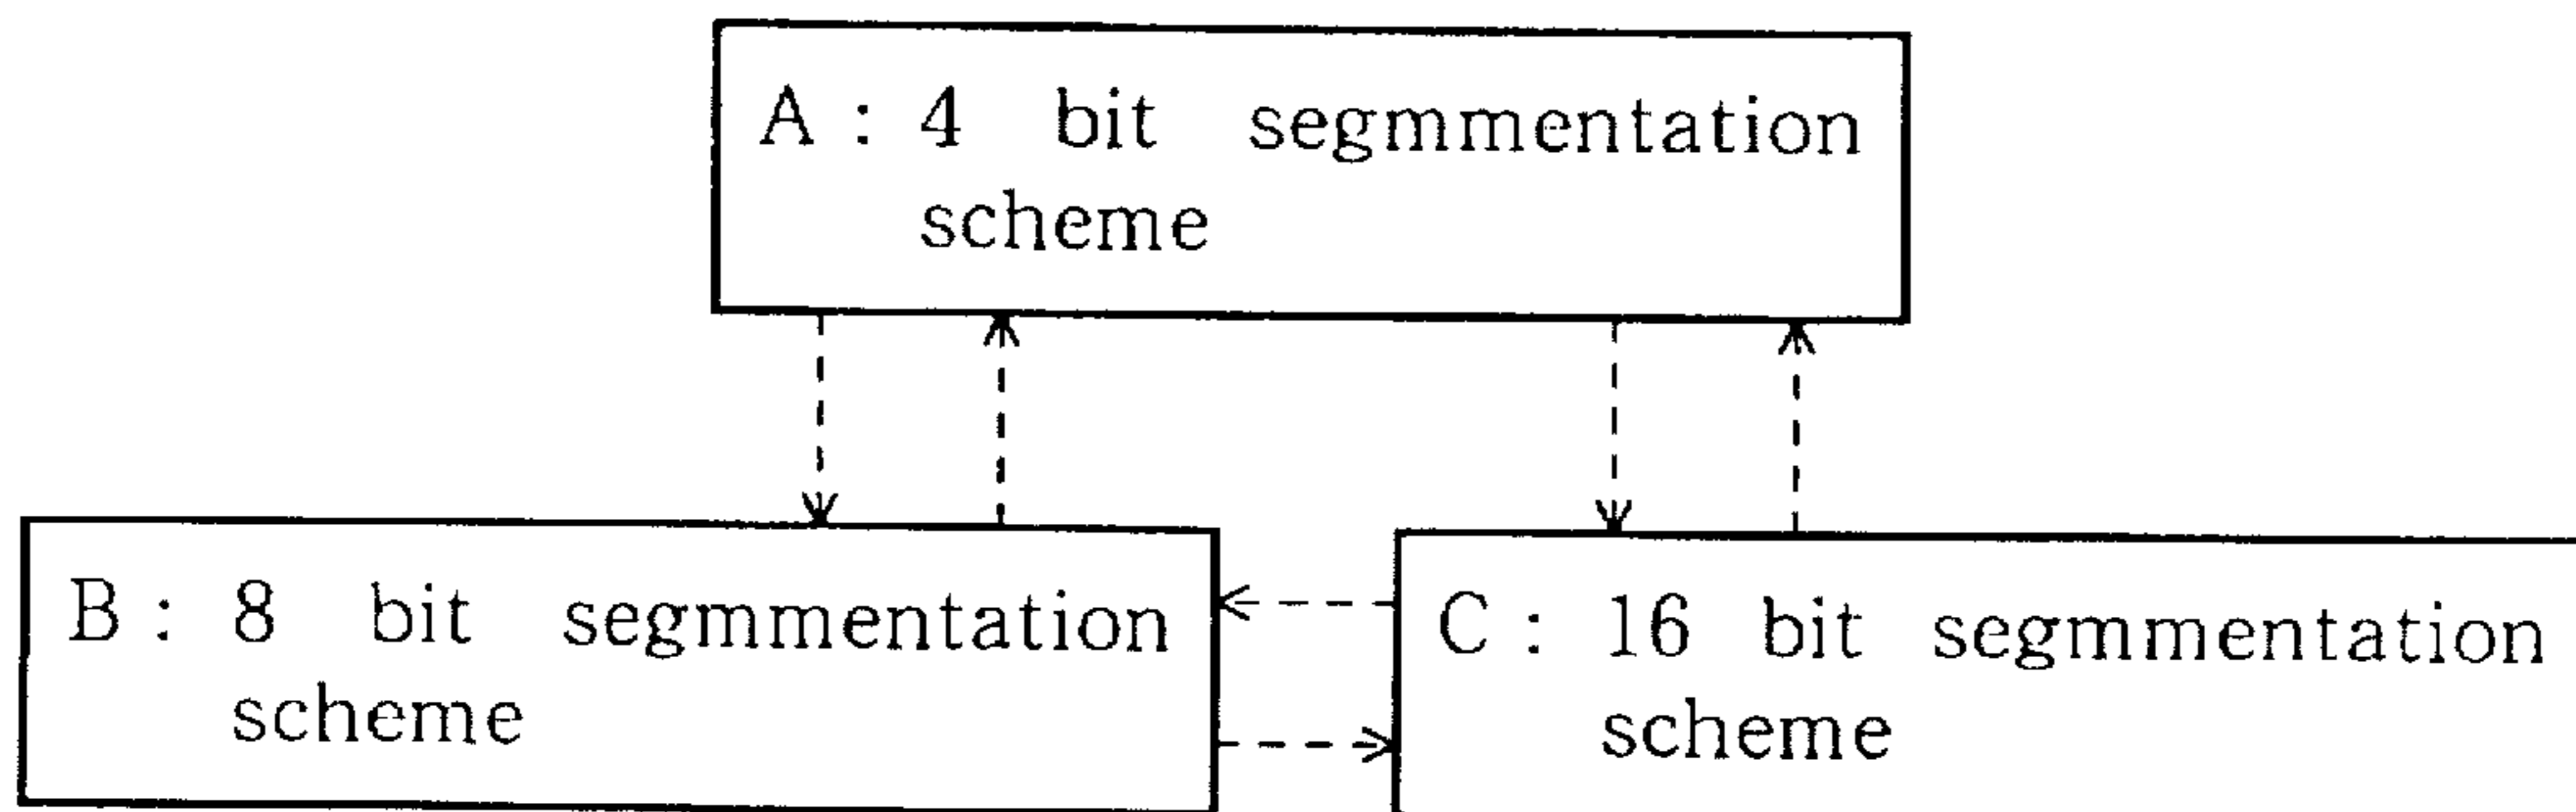 A : 4 bit segmmentation
scheme
B : 8 bit segmmentation
scheme
C : 16 bit segmmentation
scheme